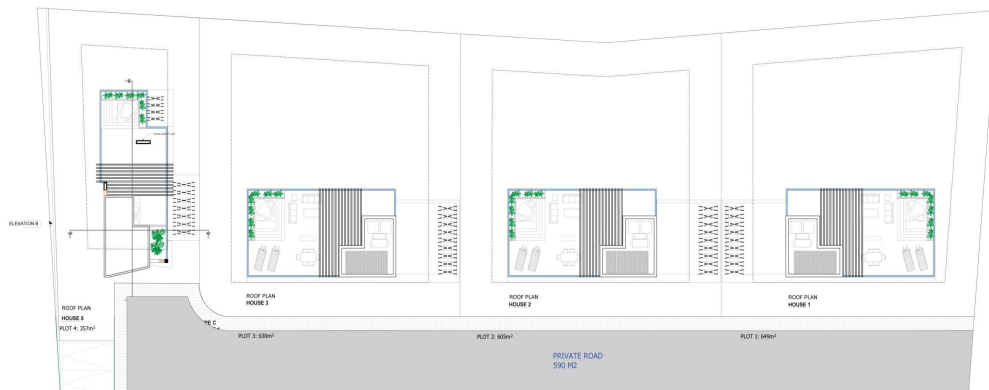 ELEVATION B
ROOF PLAN
HOUSE 5
PLOT 4: 357m²
ROOF PLAN
HOUSE 3
PLOT 3: 630m²
ROOF PLAN
HOUSE 2
PLOT 2: 605m²
ROOF PLAN
HOUSE 1
PLOT 1: 649m²
PRIVATE ROAD
590 M2